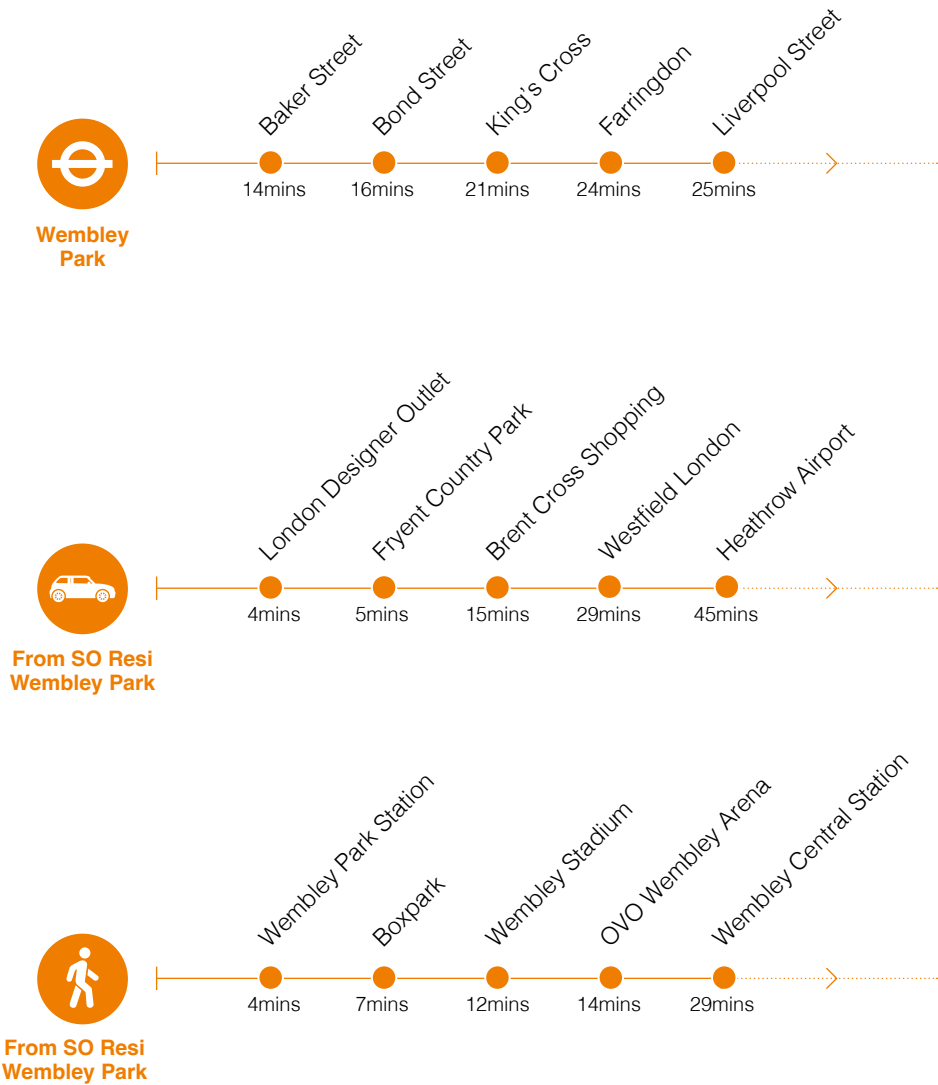 Baker Street
Bond Street
King's Cross
Farringdon
Liverpool Street
14mins
16mins
21mins
24mins
25mins
Wembley
Park
London Designer Outlet
Fryent Country Park
Brent Cross Shopping
Westfield London
Heathrow Airport
4mins
5mins
15mins
29mins
45mins
From SO Resi
Wembley Park
Wembley Park Station
Boxpark
Wembley Stadium
OVO Wembley Arena
Wembley Central Station
4mins
7mins
12mins
14mins
29mins
From SO Resi
Wembley Park